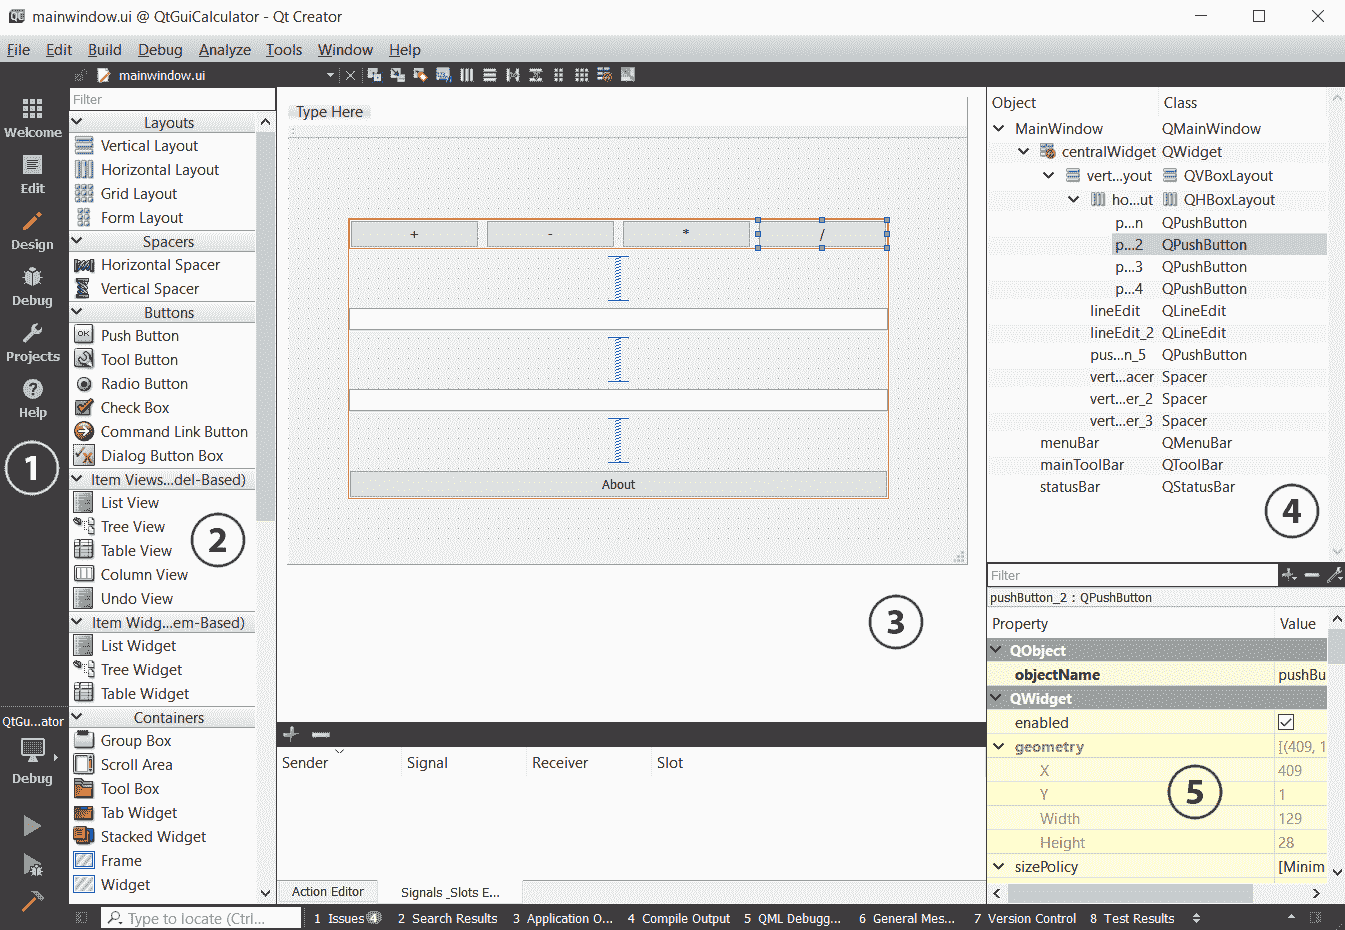 mainwindow.ui @ QtGuiCalculator - Qt Creator
File Edit Build Debug Analyze Tools Window Help
mainwindow.ui
Welcome
Edit
Design
Debug
Projects
Help
1
QtGu...ator
Debug
Filter
Layouts
Vertical Layout
Horizontal Layout
Grid Layout
Form Layout
Spacers
Horizontal Spacer
Vertical Spacer
Buttons
OK Push Button
Tool Button
Radio Button
Check Box
Command Link Button
Dialog Button Box
Item Views...del-Based)
List View
Tree View
Table View
Column View
Undo View
2
Item Widg...em-Based)
List Widget
Tree Widget
Table Widget
Containers
Group Box
Scroll Area
Tool Box
Tab Widget
Stacked Widget
Frame
Widget
Type Here
+ - * /
About
3
Sender Signal Receiver Slot
Action Editor Signals _Slots E...
Object Class
MainWindow QMainWindow
centralWidget QWidget
vert...yout QVBoxLayout
ho...ut QHBoxLayout
p...n QPushButton
p...2 QPushButton
p...3 QPushButton
p...4 QPushButton
lineEdit QLineEdit
lineEdit_2 QLineEdit
pus...n_5 QPushButton
vert...acer Spacer
vert...er_2 Spacer
vert...er_3 Spacer
menuBar QMenuBar
mainToolBar QToolBar
statusBar QStatusBar
4
Filter
pushButton_2 : QPushButton
Property Value
QObject
objectName pushBu
QWidget
enabled
geometry [(409, 1
X 409
Y 1
Width 129
Height 28
sizePolicy [Minim
5
Type to locate (Ctrl...
1 Issues 4 2 Search Results 3 Application O... 4 Compile Output 5 QML Debugg... 6 General Mes... 7 Version Control 8 Test Results